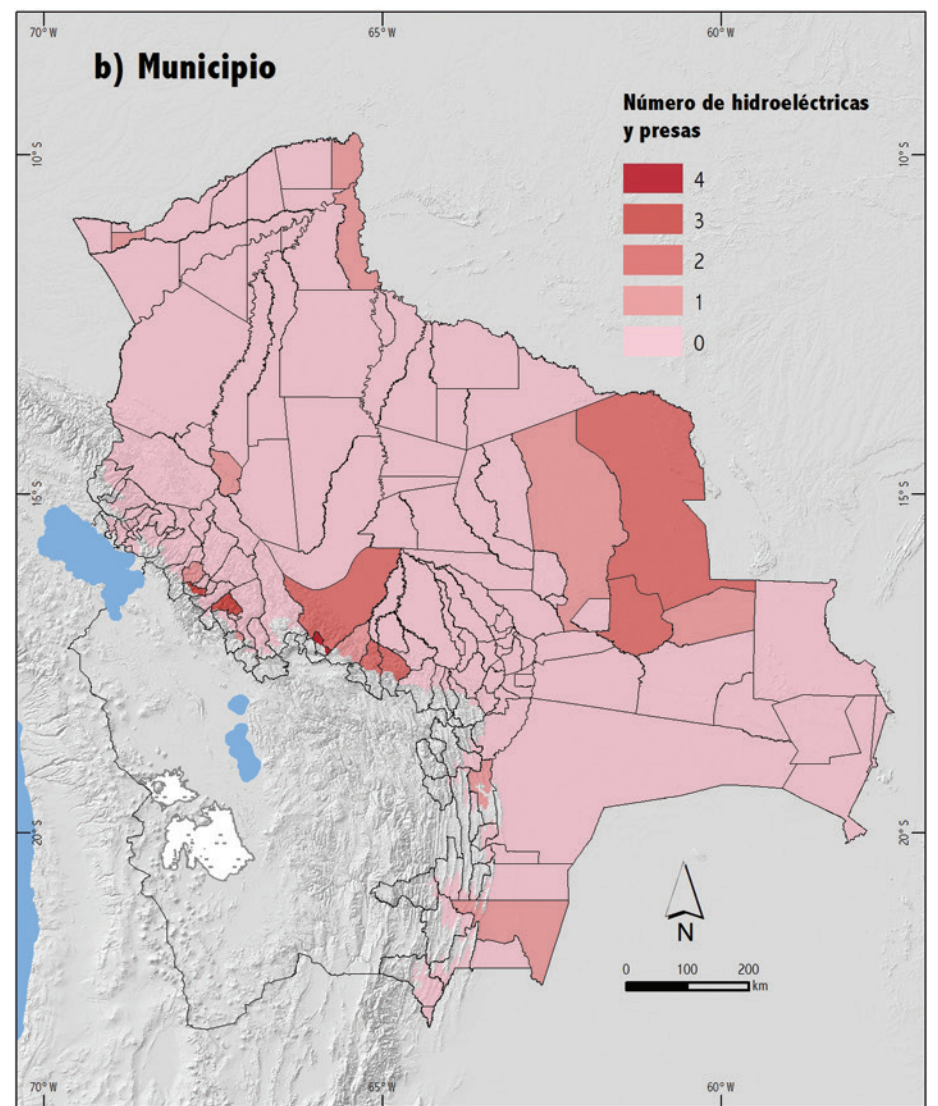 70° W 65° W 60° W
b) Municipio
Número de hidroeléctricas
y presas
4
3
2
1
0
10° S 10° S
15° S 15° S
20° S 20° S
N
0 100 200
km
70° W 65° W 60° W